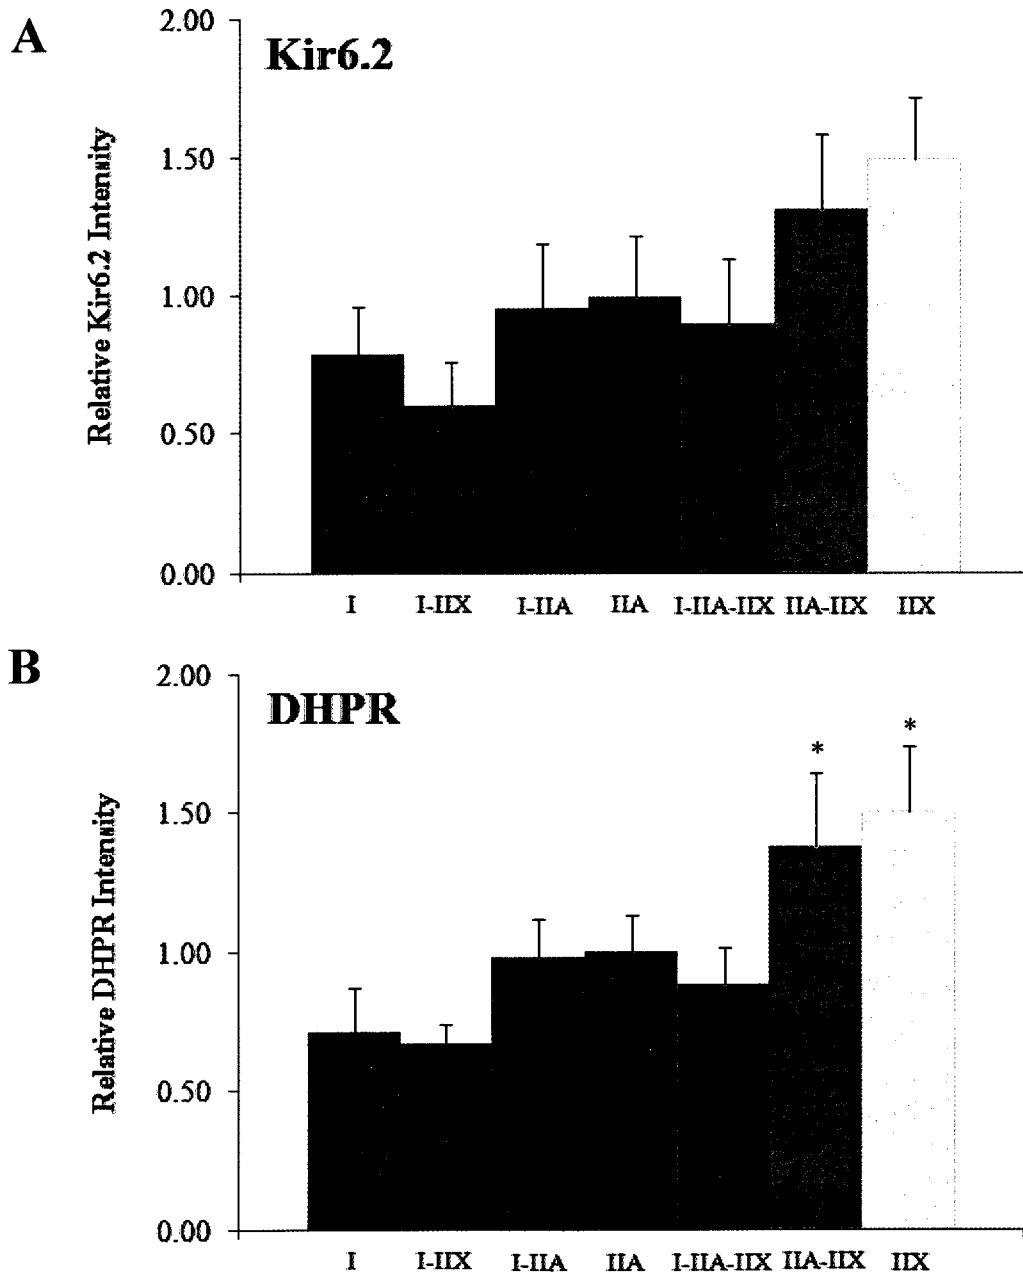 A
Kir6.2
Relative Kir6.2 Intensity
2.00
1.50
1.00
0.50
0.00
I I-IIX I-IIA IIA I-IIA-IIX IIA-IIX IIX
B
DHPR
Relative DHPR Intensity
2.00
1.50
1.00
0.50
0.00
* *
I I-IIX I-IIA IIA I-IIA-IIX IIA-IIX IIX